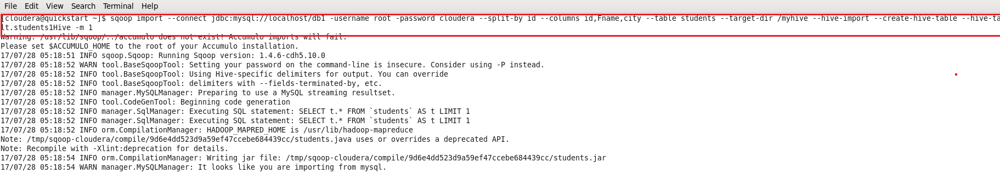 File Edit View Search Terminal Help
[cloudera@quickstart ~]$ sqoop import --connect jdbc:mysql://localhost/db1 -username root -password cloudera --split-by id --columns id,Fname,city --table students --target-dir /myhive --hive-import --create-hive-table --hive-ta
lt.students1Hive -m 1
Warning: /usr/lib/sqoop/../accumulo does not exist! Accumulo imports will fail.
Please set $ACCUMULO_HOME to the root of your Accumulo installation.
17/07/28 05:18:51 INFO sqoop.Sqoop: Running Sqoop version: 1.4.6-cdh5.10.0
17/07/28 05:18:52 WARN tool.BaseSqoopTool: Setting your password on the command-line is insecure. Consider using -P instead.
17/07/28 05:18:52 INFO tool.BaseSqoopTool: Using Hive-specific delimiters for output. You can override
17/07/28 05:18:52 INFO tool.BaseSqoopTool: delimiters with --fields-terminated-by, etc.
17/07/28 05:18:52 INFO manager.MySQLManager: Preparing to use a MySQL streaming resultset.
17/07/28 05:18:52 INFO tool.CodeGenTool: Beginning code generation
17/07/28 05:18:52 INFO manager.SqlManager: Executing SQL statement: SELECT t.* FROM `students` AS t LIMIT 1
17/07/28 05:18:52 INFO manager.SqlManager: Executing SQL statement: SELECT t.* FROM `students` AS t LIMIT 1
17/07/28 05:18:52 INFO orm.CompilationManager: HADOOP_MAPRED_HOME is /usr/lib/hadoop-mapreduce
Note: /tmp/sqoop-cloudera/compile/9d6e4dd523d9a59ef47ccebe684439cc/students.java uses or overrides a deprecated API.
Note: Recompile with -Xlint:deprecation for details.
17/07/28 05:18:54 INFO orm.CompilationManager: Writing jar file: /tmp/sqoop-cloudera/compile/9d6e4dd523d9a59ef47ccebe684439cc/students.jar
17/07/28 05:18:54 WARN manager.MySQLManager: It looks like you are importing from mysql.